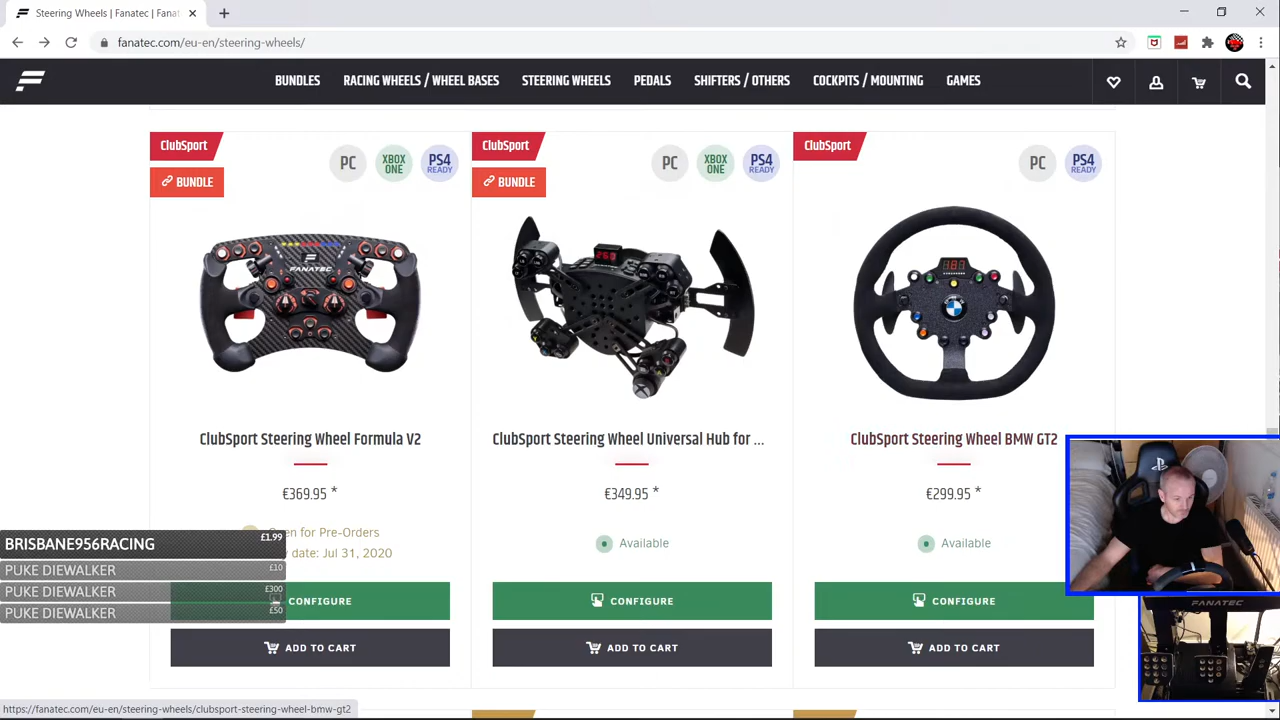 Steering Wheels | Fanatec | Fanat
fanatec.com/eu-en/steering-wheels/
BUNDLES
RACING WHEELS / WHEEL BASES
STEERING WHEELS
PEDALS
SHIFTERS / OTHERS
COCKPITS / MOUNTING
GAMES
ClubSport
BUNDLE
PC
XBOX ONE
PS4 READY
FANATEC
ClubSport Steering Wheel Formula V2
€369.95 *
Open for Pre-Orders
date: Jul 31, 2020
CONFIGURE
ADD TO CART
ClubSport
BUNDLE
PC
XBOX ONE
PS4 READY
260
ClubSport Steering Wheel Universal Hub for ...
€349.95 *
Available
CONFIGURE
ADD TO CART
ClubSport
PC
PS4 READY
187
ClubSport Steering Wheel BMW GT2
€299.95 *
Available
CONFIGURE
ADD TO CART
BRISBANE956RACING £1.99
PUKE DIEWALKER £10
PUKE DIEWALKER £300
PUKE DIEWALKER £50
FANATEC
https://fanatec.com/eu-en/steering-wheels/clubsport-steering-wheel-bmw-gt2